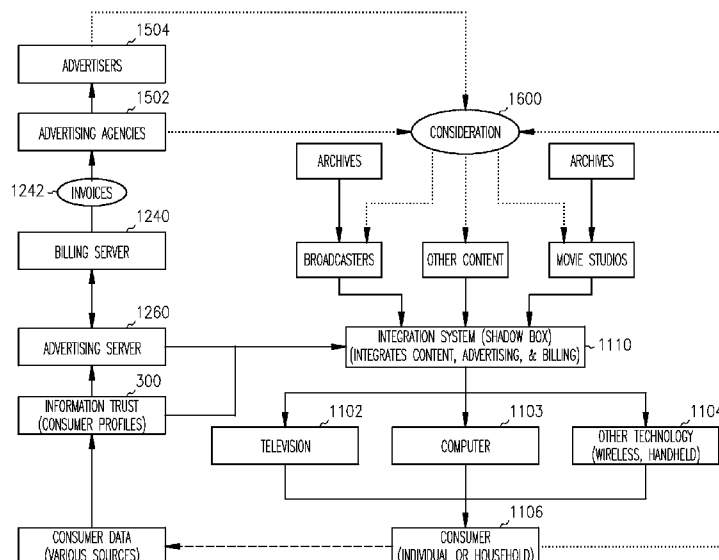 1504
ADVERTISERS
1502
ADVERTISING AGENCIES
1600
CONSIDERATION
ARCHIVES
ARCHIVES
1242
INVOICES
1240
BILLING SERVER
BROADCASTERS
OTHER CONTENT
MOVIE STUDIOS
1260
ADVERTISING SERVER
INTEGRATION SYSTEM (SHADOW BOX)
(INTEGRATES CONTENT, ADVERTISING, & BILLING)
1110
300
INFORMATION TRUST
(CONSUMER PROFILES)
1102
TELEVISION
1103
COMPUTER
1104
OTHER TECHNOLOGY
(WIRELESS, HANDHELD)
1106
CONSUMER DATA
(VARIOUS SOURCES)
CONSUMER
(INDIVIDUAL OR HOUSEHOLD)